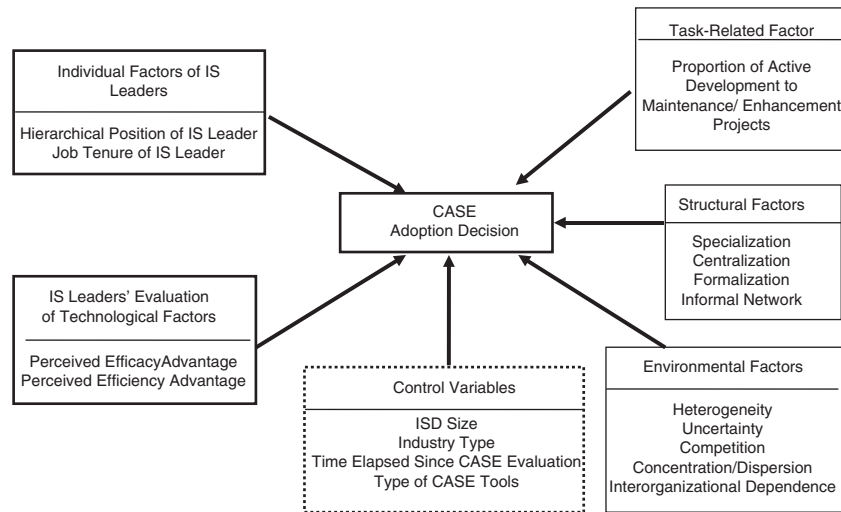 Individual Factors of IS
Leaders
Hierarchical Position of IS Leader
Job Tenure of IS Leader
Task-Related Factor
Proportion of Active
Development to
Maintenance/ Enhancement
Projects
CASE
Adoption Decision
Structural Factors
Specialization
Centralization
Formalization
Informal Network
IS Leaders’ Evaluation
of Technological Factors
Perceived EfficacyAdvantage
Perceived Efficiency Advantage
Control Variables
ISD Size
Industry Type
Time Elapsed Since CASE Evaluation
Type of CASE Tools
Environmental Factors
Heterogeneity
Uncertainty
Competition
Concentration/Dispersion
Interorganizational Dependence